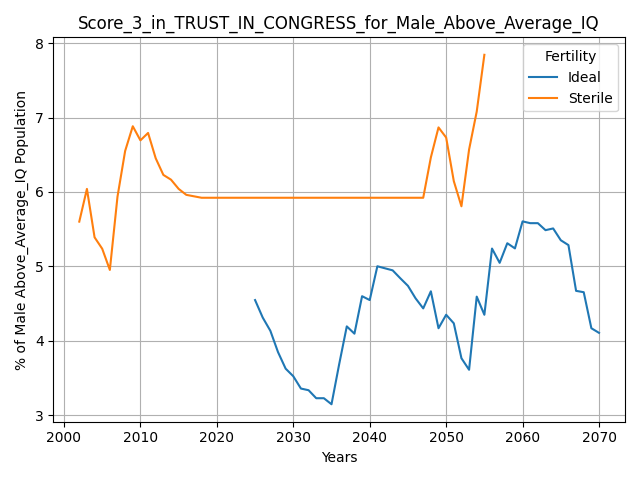 Score_3_in_TRUST_IN_CONGRESS_for_Male_Above_Average_IQ
% of Male Above_Average_IQ Population
8
7
6
5
4
3
Fertility
Ideal
Sterile
2000 2010 2020 2030 2040 2050 2060 2070
Years